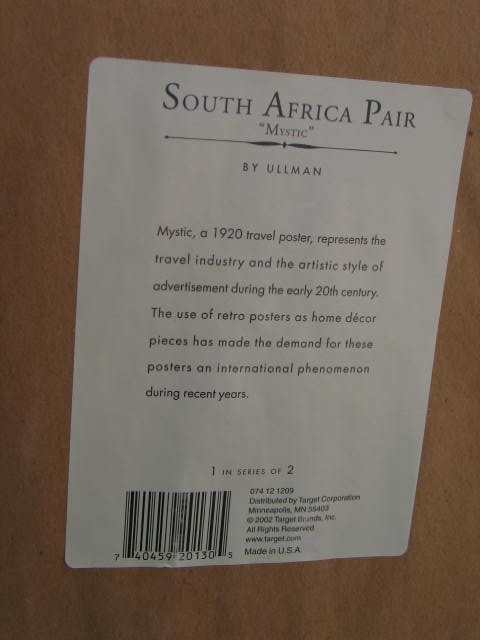 SOUTH AFRICA PAIR
"MYSTIC"
BY ULLMAN
Mystic, a 1920 travel poster, represents the
travel industry and the artistic style of
advertisement during the early 20th century.
The use of retro posters as home décor
pieces has made the demand for these
posters an international phenomenon
during recent years.
1 IN SERIES OF 2
074 12 1209
Distributed by Target Corporation
Minneapolis, MN 55403
© 2002 Target Brands, Inc.
All Rights Reserved
www.target.com
Made in U.S.A.
7 40459 20130 5